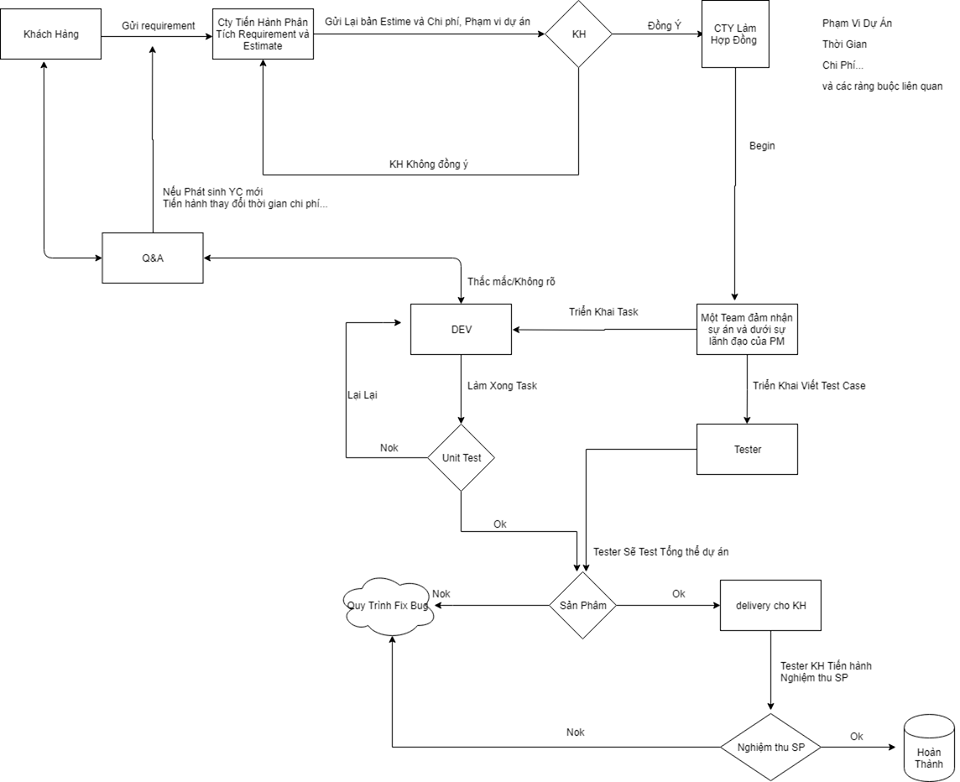 Khách Hàng
Gửi requirement
Cty Tiến Hành Phân
Tích Requirement và
Estimate
Gửi Lại bản Estime và Chi phí, Phạm vi dự án
KH
Đồng Ý
CTY Làm
Hợp Đồng
Phạm Vi Dự Án
Thời Gian
Chi Phí...
và các ràng buộc liên quan
Begin
KH Không đồng ý
Nếu Phát sinh YC mới
Tiến hành thay đổi thời gian chi phí...
Q&A
Thắc mắc/Không rõ
DEV
Triển Khai Task
Một Team đảm nhận
sự án và dưới sự
lãnh đạo của PM
Lại Lại
Làm Xong Task
Triển Khai Viết Test Case
Nok
Unit Test
Tester
Ok
Tester Sẽ Test Tổng thể dự án
Quy Trình Fix Bug
Nok
Sản Phẩm
Ok
delivery cho KH
Tester KH Tiến hành
Nghiệm thu SP
Nok
Nghiệm thu SP
Ok
Hoàn
Thành